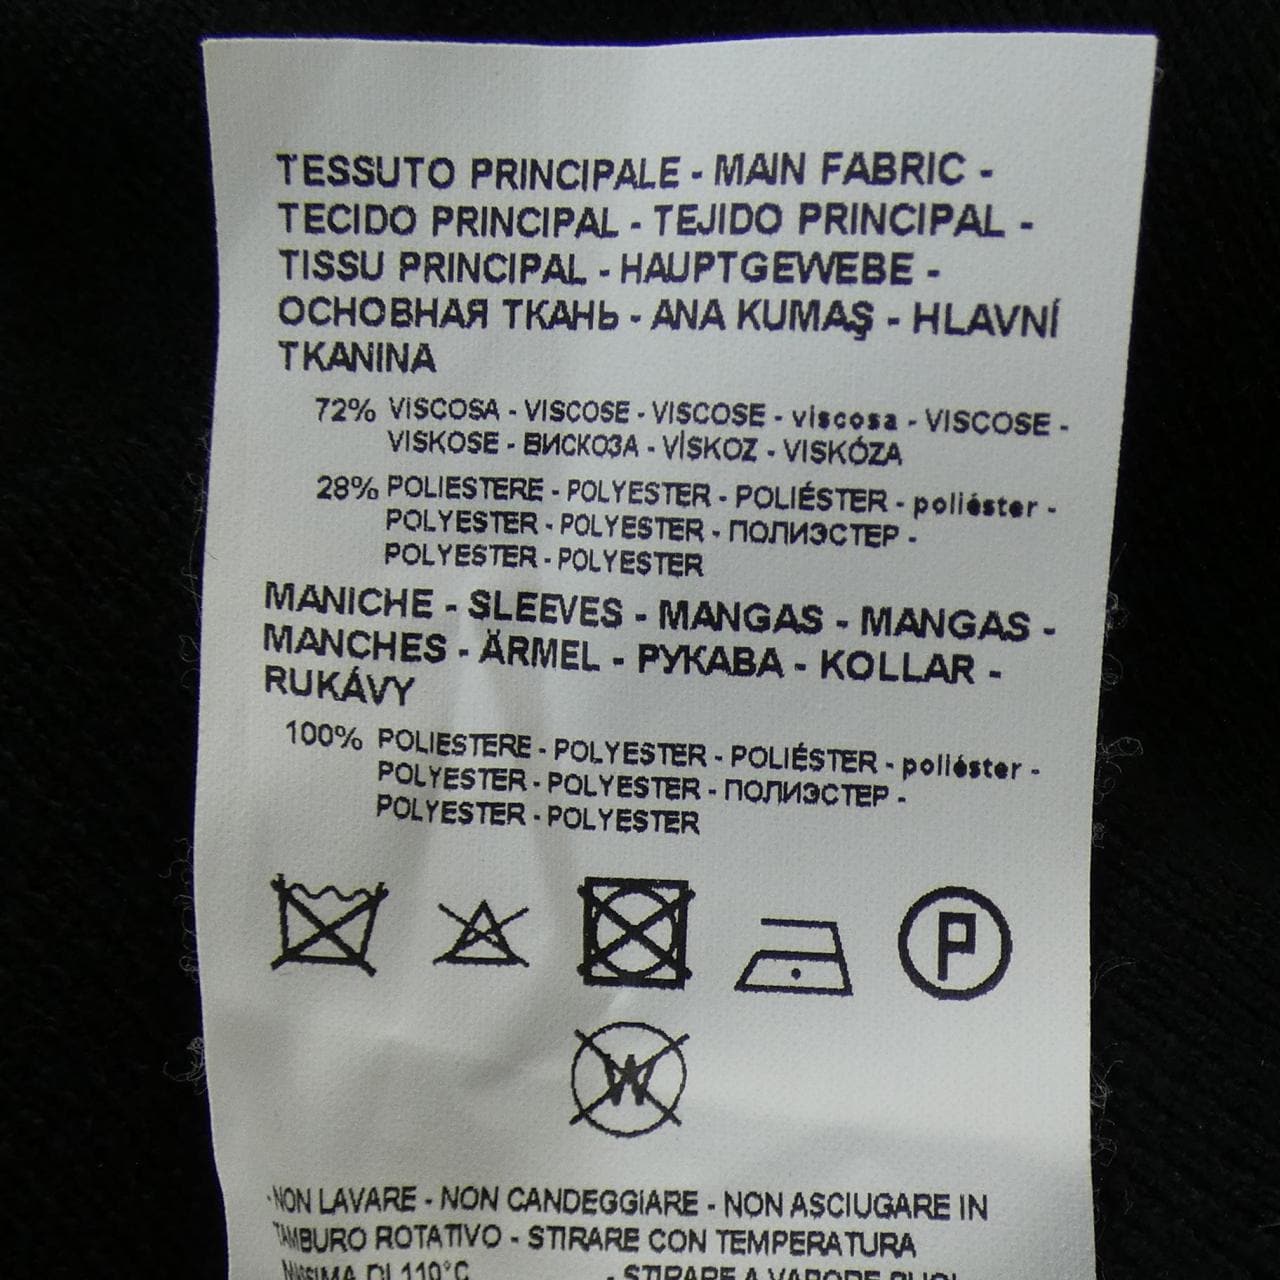 TESSUTO PRINCIPALE - MAIN FABRIC -
TECIDO PRINCIPAL - TEJIDO PRINCIPAL -
TISSU PRINCIPAL - HAUPTGEWEBE -
ОСНОВНАЯ ТКАНЬ - ANA KUMAŞ - HLAVNÍ
TKANINA
72% VISCOSA - VISCOSE - VISCOSE - viscosa - VISCOSE -
VISKOSE - ВИСКОЗА - VİSKOZ - VISKÓZA
28% POLIESTERE - POLYESTER - POLIÉSTER - poliéster -
POLYESTER - POLYESTER - ПОЛИЭСТЕР -
POLYESTER - POLYESTER
MANICHE - SLEEVES - MANGAS - MANGAS -
MANCHES - ÄRMEL - РУКАВА - KOLLAR -
RUKÁVY
100% POLIESTERE - POLYESTER - POLIÉSTER - poliéster -
POLYESTER - POLYESTER - ПОЛИЭСТЕР -
POLYESTER - POLYESTER
P
W
NON LAVARE - NON CANDEGGIARE - NON ASCIUGARE IN
TAMBURO ROTATIVO - STIRARE CON TEMPERATURA
MASSIMA DI 110°C - STIRARE A VAPORE PUO'